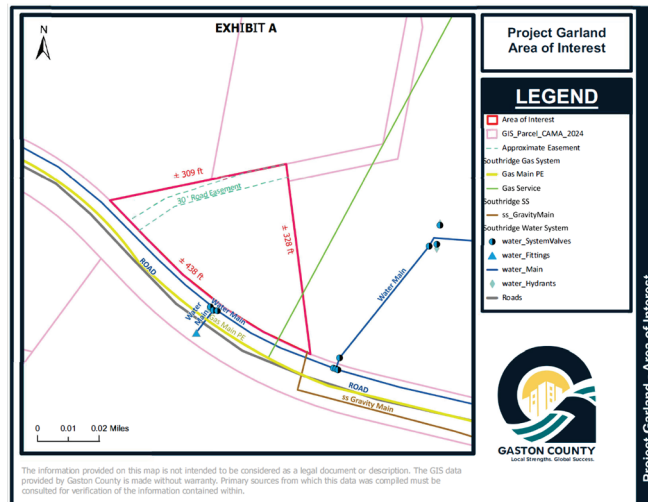 EXHIBIT A
N
± 309 ft
30' Road Easement
± 328 ft
± 438 ft
ROAD
Water Main
Water Main
Gas Main PE
Water Main
ROAD
ss Gravity Main
0 0.01 0.02 Miles
Project Garland
Area of Interest
LEGEND
Area of Interest
GIS_Parcel_CAMA_2024
Approximate Easement
Southridge Gas System
Gas Main PE
Gas Service
Southridge SS
ss_GravityMain
Southridge Water System
water_SystemValves
water_Fittings
water_Main
water_Hydrants
Roads
GASTON COUNTY
Local Strengths. Global Success.
Project Garland - Area of Interest
The information provided on this map is not intended to be considered as a legal document or description. The GIS data
provided by Gaston County is made without warranty. Primary sources from which this data was compiled must be
consulted for verification of the information contained within.